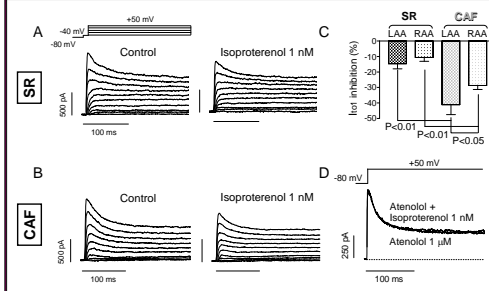 A
+50 mV
-40 mV
-80 mV
Control
Isoproterenol 1 nM
SR
500 pA
100 ms
B
Control
Isoproterenol 1 nM
CAF
500 pA
100 ms
C
SR
CAF
LAA RAA LAA RAA
Itot inhibition (%)
0
-10
-20
-30
-40
-50
P<0.01
P<0.01
P<0.05
D
+50 mV
-80 mV
Atenolol +
Isoproterenol 1 nM
Atenolol 1 µM
250 pA
100 ms